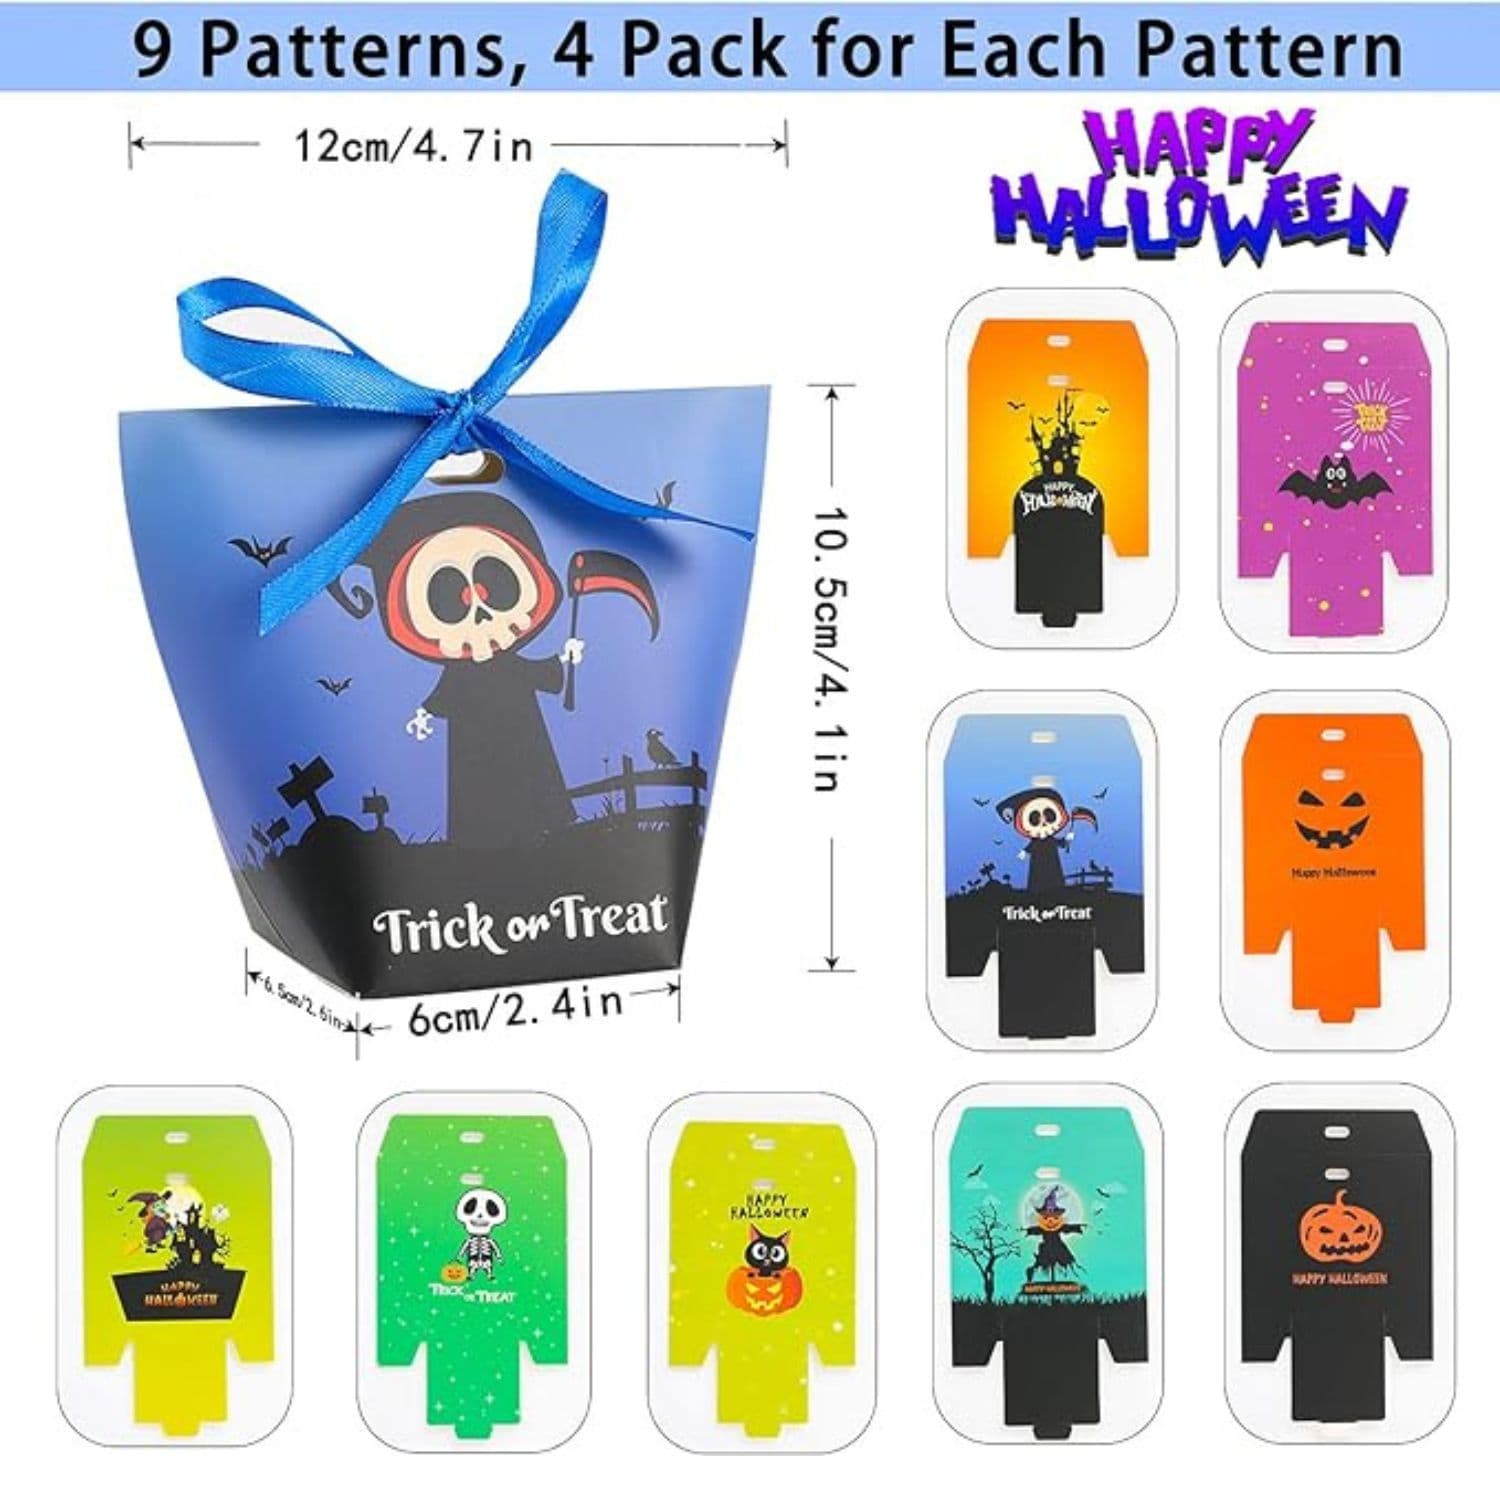 9 Patterns, 4 Pack for Each Pattern
12cm/4.7in
HAPPY
HALLOWEEN
10.5cm/4.1in
Trick or Treat
6.5cm/2.6in
6cm/2.4in
HAPPY
HALLOWEEN
Trick or Treat
Happy Halloween
HAPPY
HALLOWEEN
TRICK OR TREAT
HAPPY
HALLOWEEN
HAPPY HALLOWEEN
HAPPY HALLOWEEN